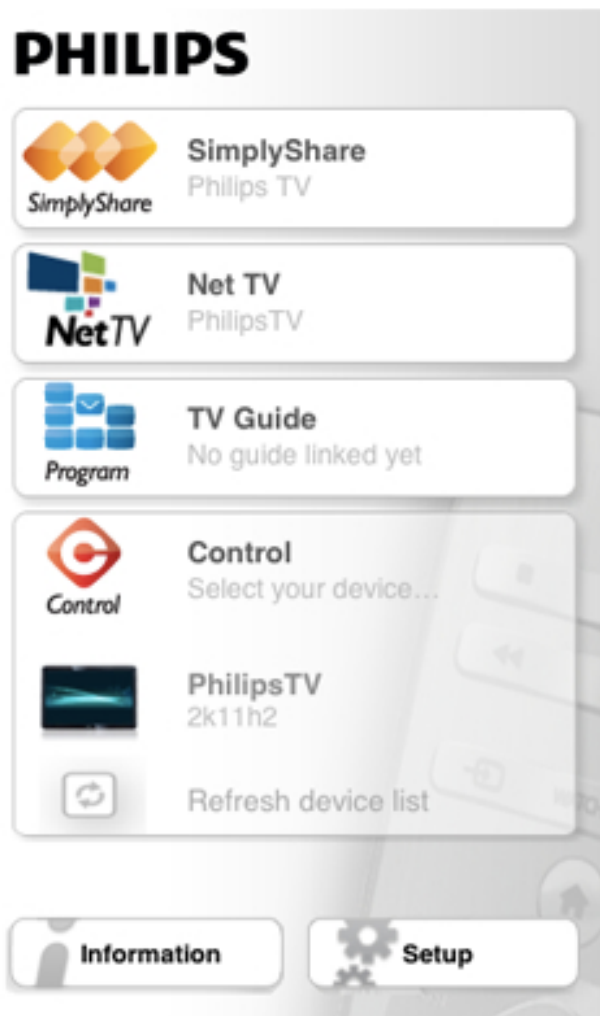 PHILIPS
SimplyShare
SimplyShare
Philips TV
NetTV
Net TV
PhilipsTV
Program
TV Guide
No guide linked yet
Control
Control
Select your device...
PhilipsTV
2k11h2
Refresh device list
Information
Setup